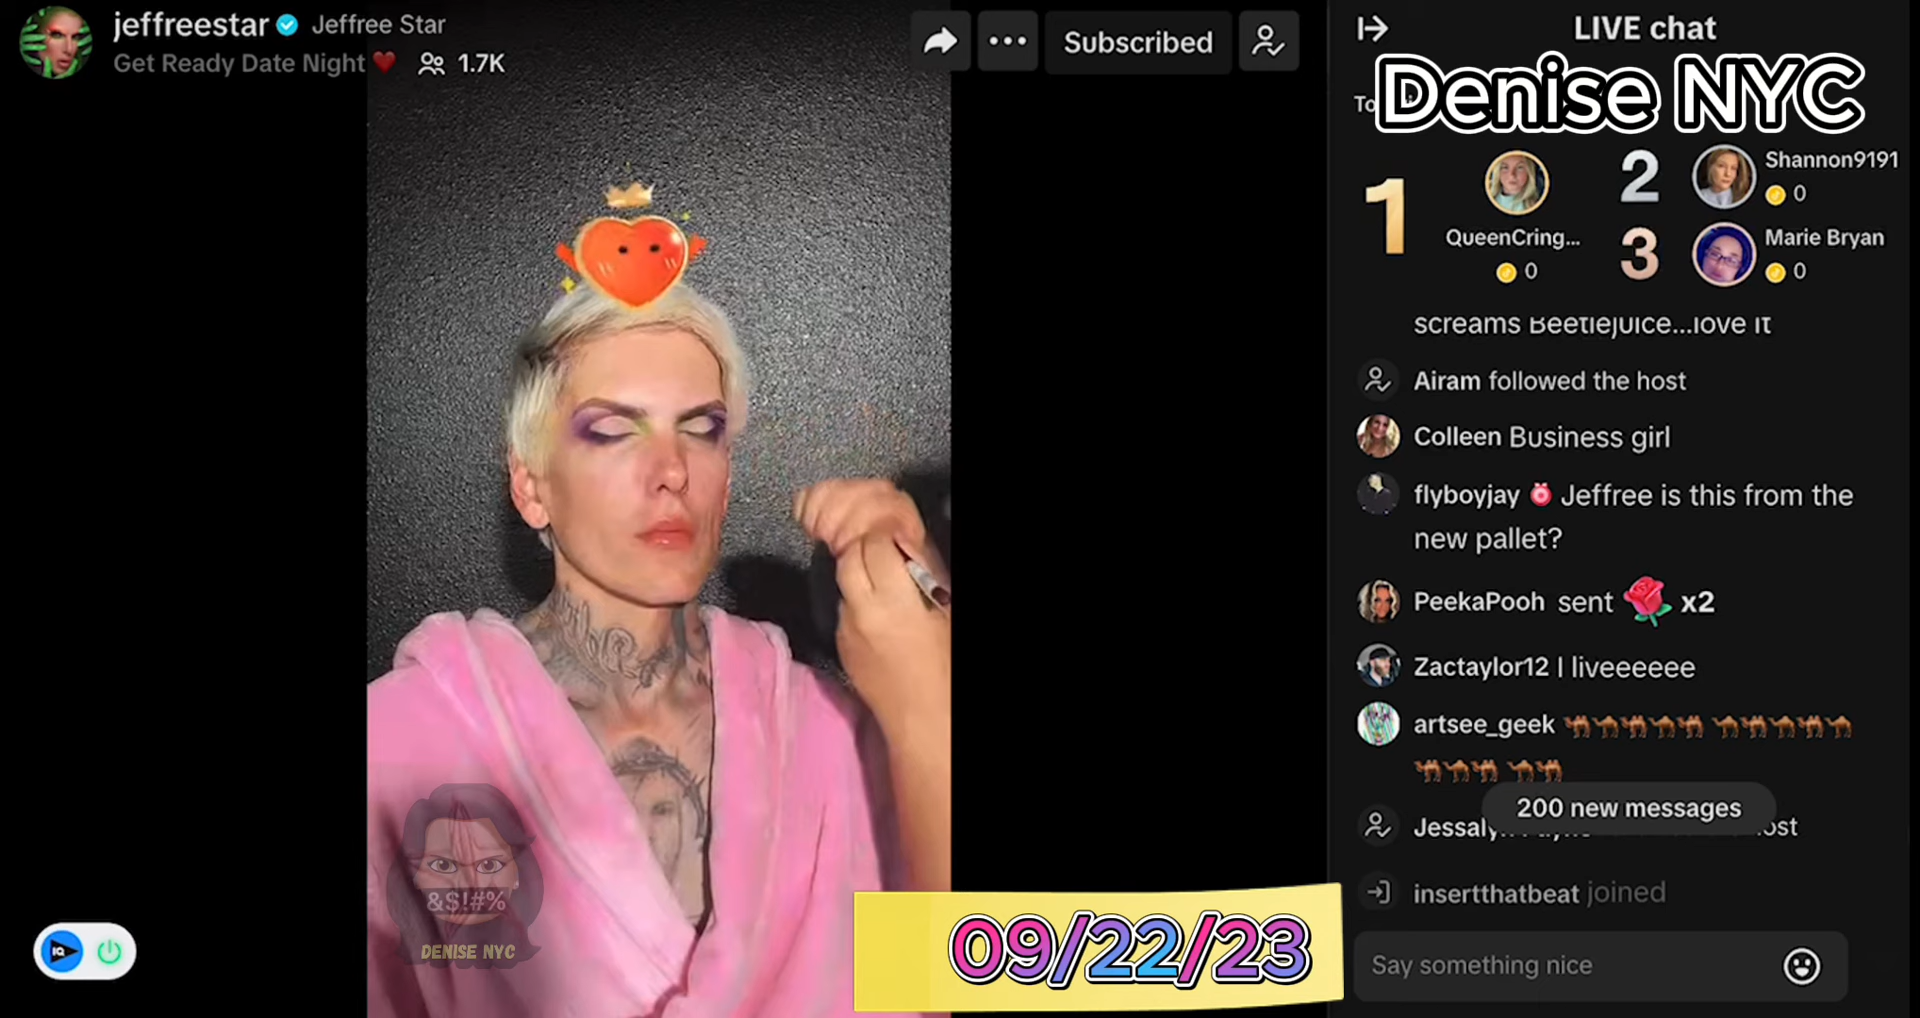 jeffreestar Jeffree Star
Get Ready Date Night 1.7K
Subscribed
LIVE chat
Denise NYC
1
QueenCring...
0
2
Shannon9191
0
3
Marie Bryan
0
screams Beetlejuice...love it
Airam followed the host
Colleen Business girl
flyboyjay Jeffree is this from the
new pallet?
PeekaPooh sent x2
Zactaylor12 I liveeeeee
artsee_geek
200 new messages
insertthatbeat joined
Say something nice
&$!#%
DENISE NYC
IQ
09/22/23